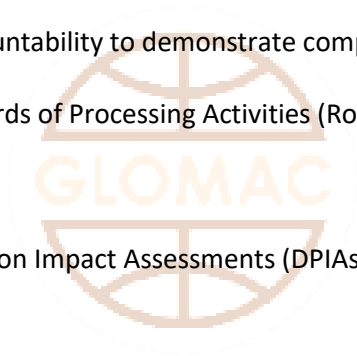 untability to demonstrate comp
rds of Processing Activities (Ro
GLOMAC
on Impact Assessments (DPIAs